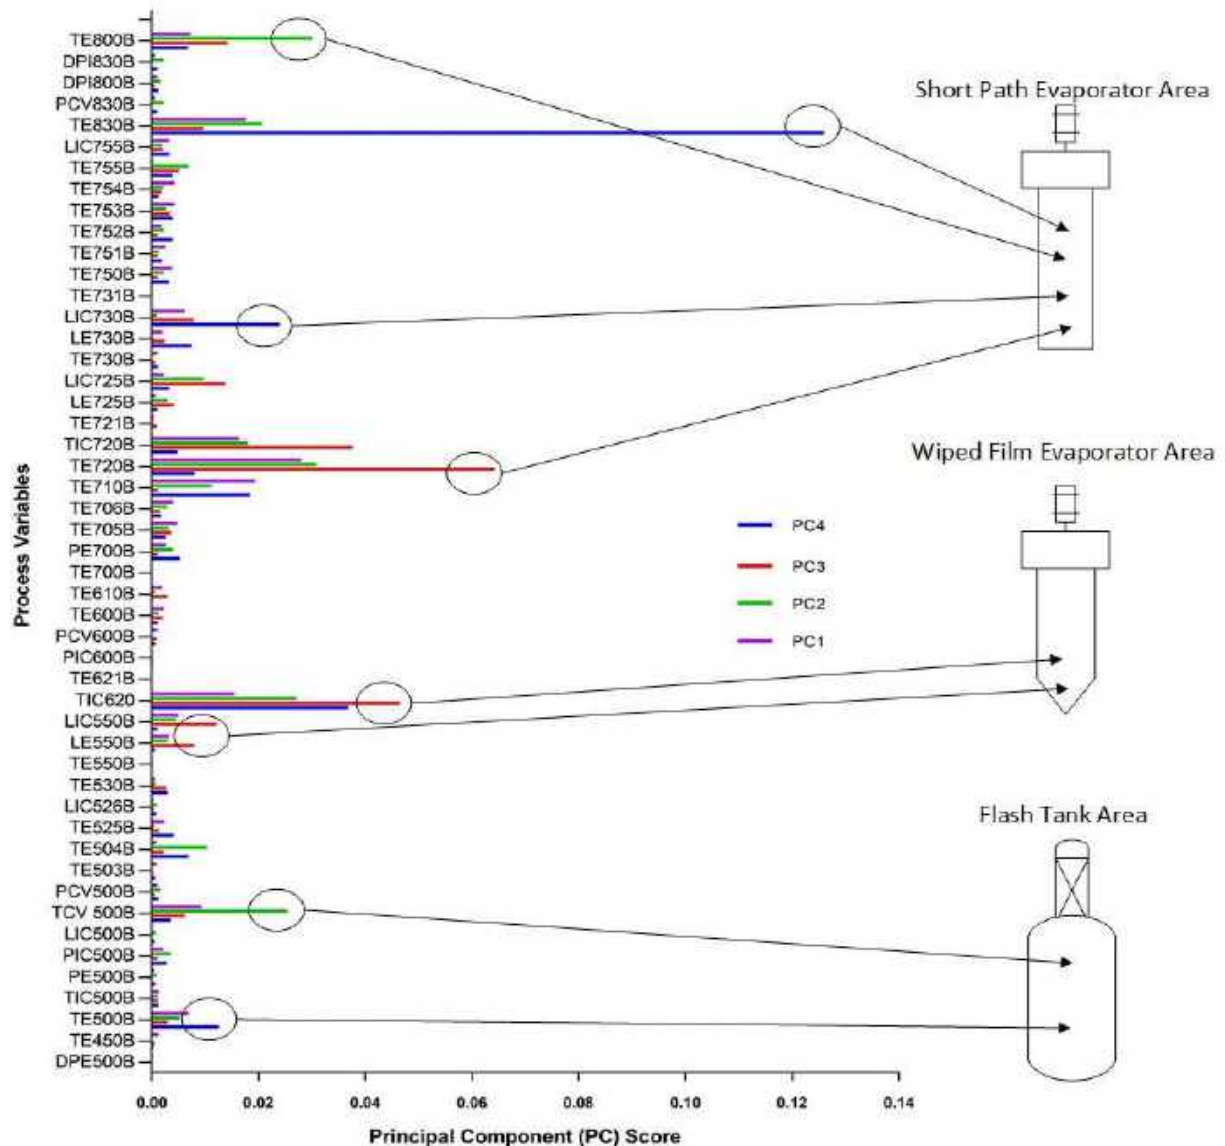 TE800B
DPI830B
DPI800B
PCV830B
TE830B
LIC755B
TE755B
TE754B
TE753B
TE752B
TE751B
TE750B
TE731B
LIC730B
LE730B
TE730B
LIC725B
LE725B
TE721B
TIC720B
TE720B
TE710B
TE706B
TE705B
PE700B
TE700B
TE610B
TE600B
PCV600B
PIC600B
TE621B
TIC620
LIC550B
LE550B
TE550B
TE530B
LIC526B
TE525B
TE504B
TE503B
PCV500B
TCV 500B
LIC500B
PIC500B
PE500B
TIC500B
TE500B
TE450B
DPE500B
Process Variables
0.00 0.02 0.04 0.06 0.08 0.10 0.12 0.14
Principal Component (PC) Score
PC4
PC3
PC2
PC1
Short Path Evaporator Area
Wiped Film Evaporator Area
Flash Tank Area